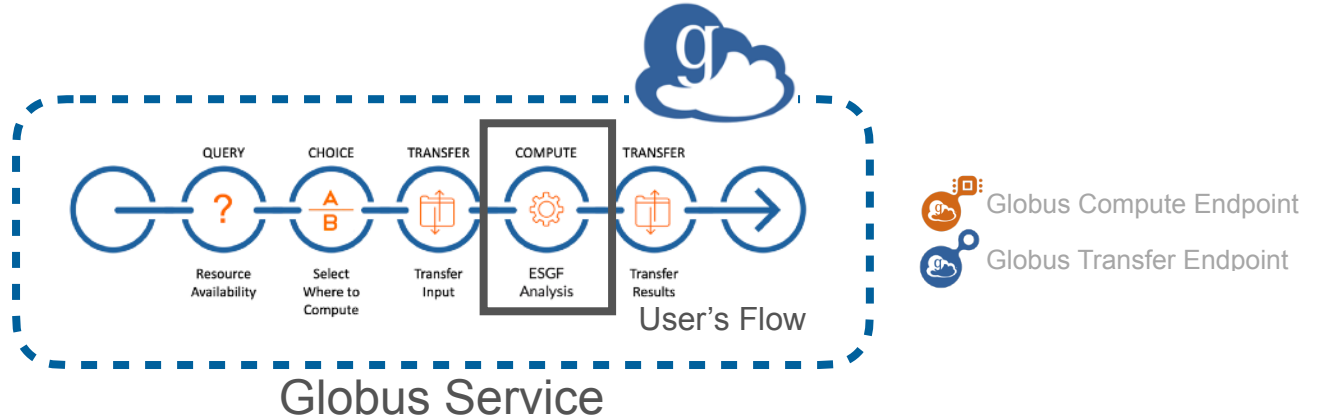 g
QUERY
CHOICE
TRANSFER
COMPUTE
TRANSFER
?
A
B
Resource
Availability
Select
Where to
Compute
Transfer
Input
ESGF
Analysis
Transfer
Results
User's Flow
Globus Service
g
Globus Compute Endpoint
g
Globus Transfer Endpoint